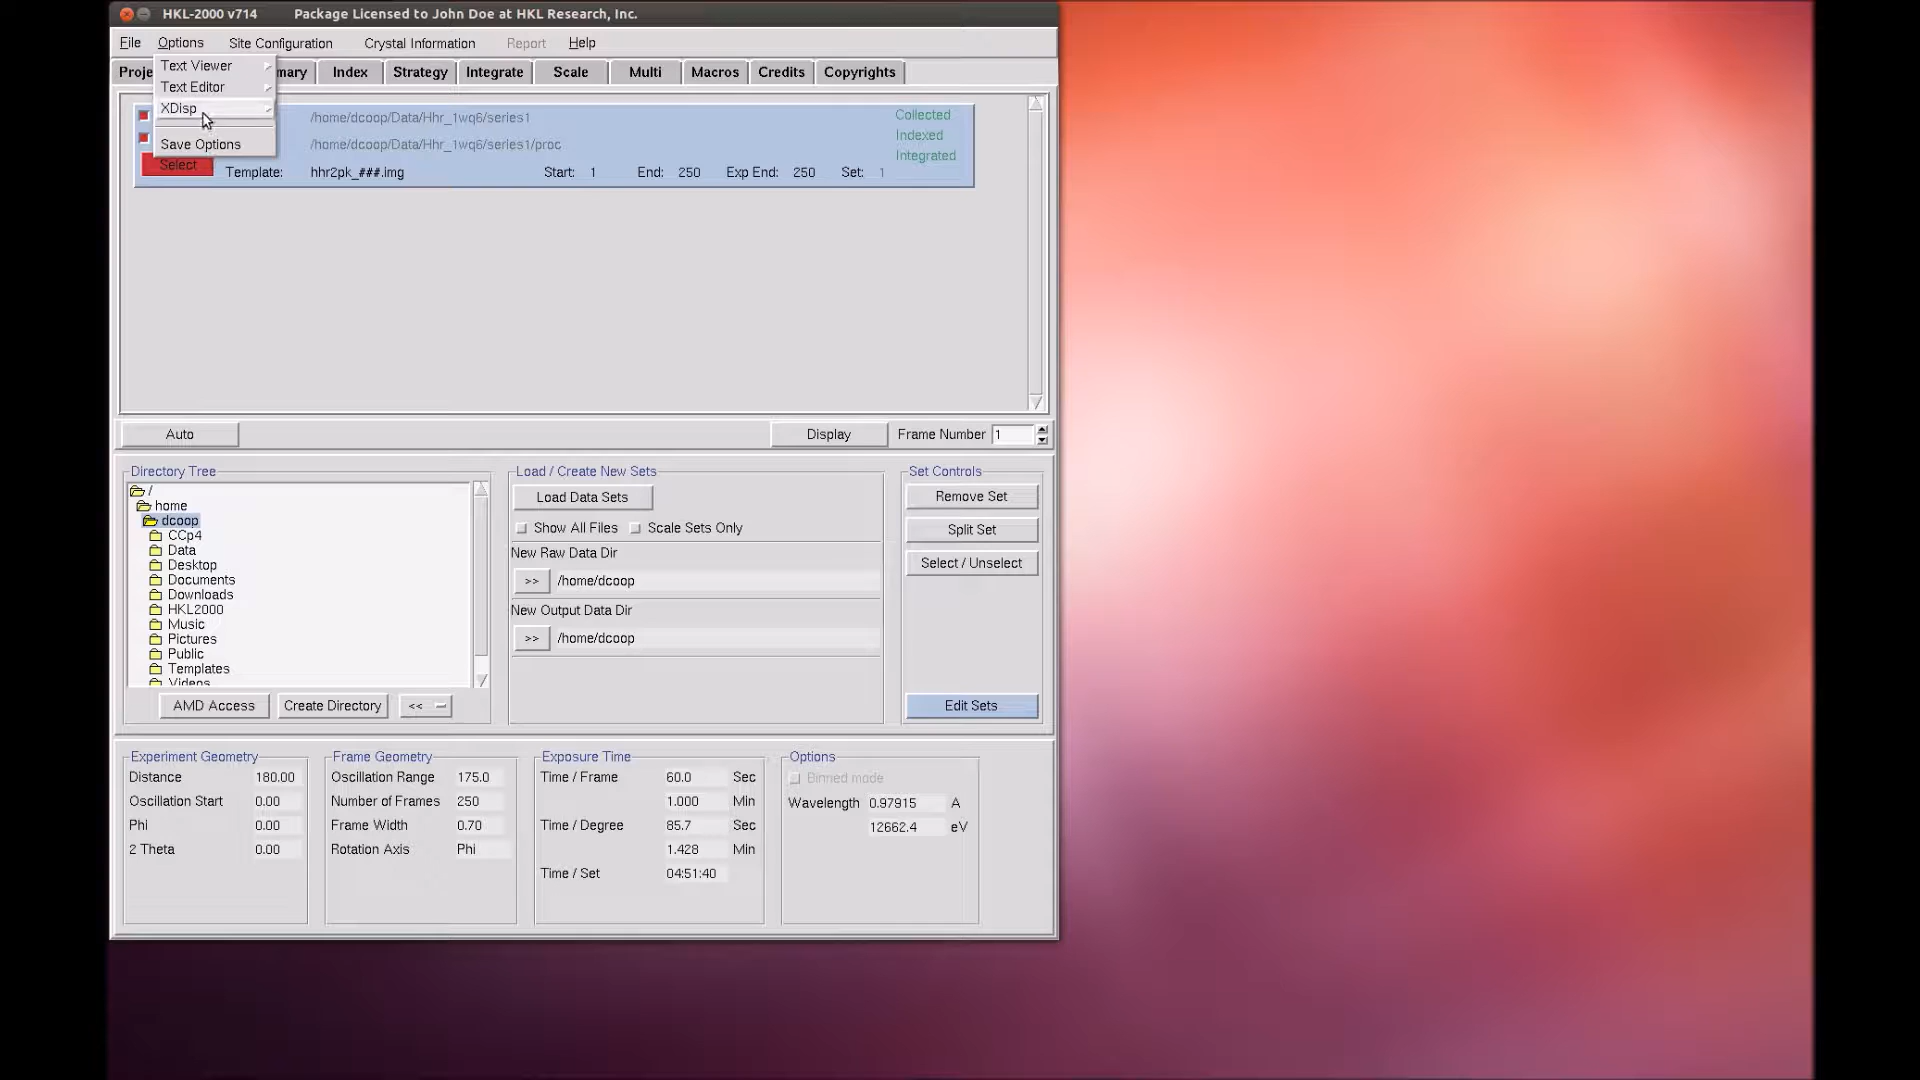 HKL-2000 v714 Package Licensed to John Doe at HKL Research, Inc.
File Options Site Configuration Crystal Information Report Help
Text Viewer
Text Editor
XDisp
Save Options
Index Strategy Integrate Scale Multi Macros Credits Copyrights
/home/dcoop/Data/Hhr_1wq6/series1
/home/dcoop/Data/Hhr_1wq6/series1/proc
Collected
Indexed
Integrated
Select Template: hhr2pk_###.img Start: 1 End: 250 Exp End: 250 Set: 1
Auto Display Frame Number 1
Directory Tree
/
home
dcoop
CCp4
Data
Desktop
Documents
Downloads
HKL2000
Music
Pictures
Public
Templates
Videos
AMD Access Create Directory <<
Load / Create New Sets
Load Data Sets
Show All Files Scale Sets Only
New Raw Data Dir
>> /home/dcoop
New Output Data Dir
>> /home/dcoop
Set Controls
Remove Set
Split Set
Select / Unselect
Edit Sets
Experiment Geometry
Distance 180.00
Oscillation Start 0.00
Phi 0.00
2 Theta 0.00
Frame Geometry
Oscillation Range 175.0
Number of Frames 250
Frame Width 0.70
Rotation Axis Phi
Exposure Time
Time / Frame 60.0 Sec
1.000 Min
Time / Degree 85.7 Sec
1.428 Min
Time / Set 04:51:40
Options
Binned mode
Wavelength 0.97915 A
12662.4 eV